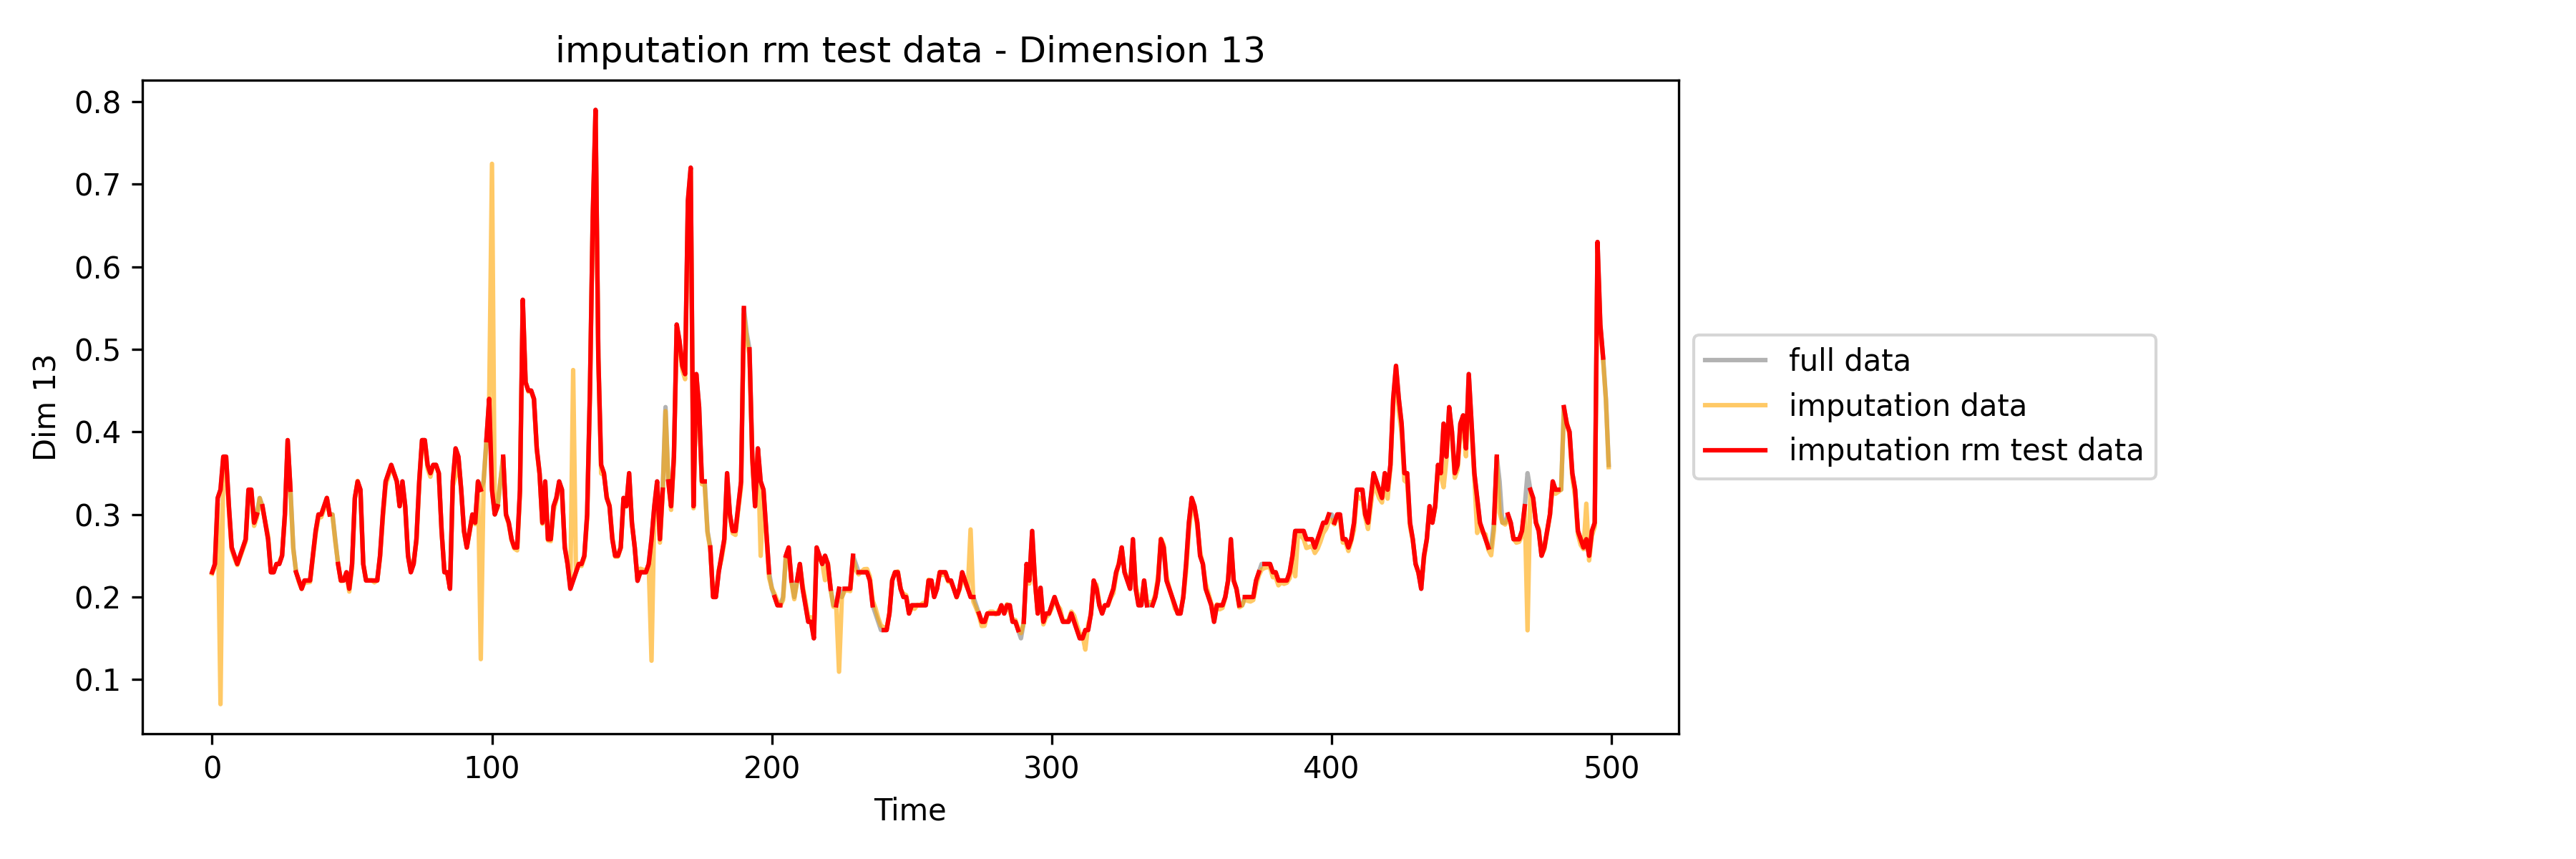 imputation rm test data - Dimension 13
0.8
0.7
0.6
0.5
0.4
0.3
0.2
0.1
Dim 13
0 100 200 300 400 500
Time
full data
imputation data
imputation rm test data